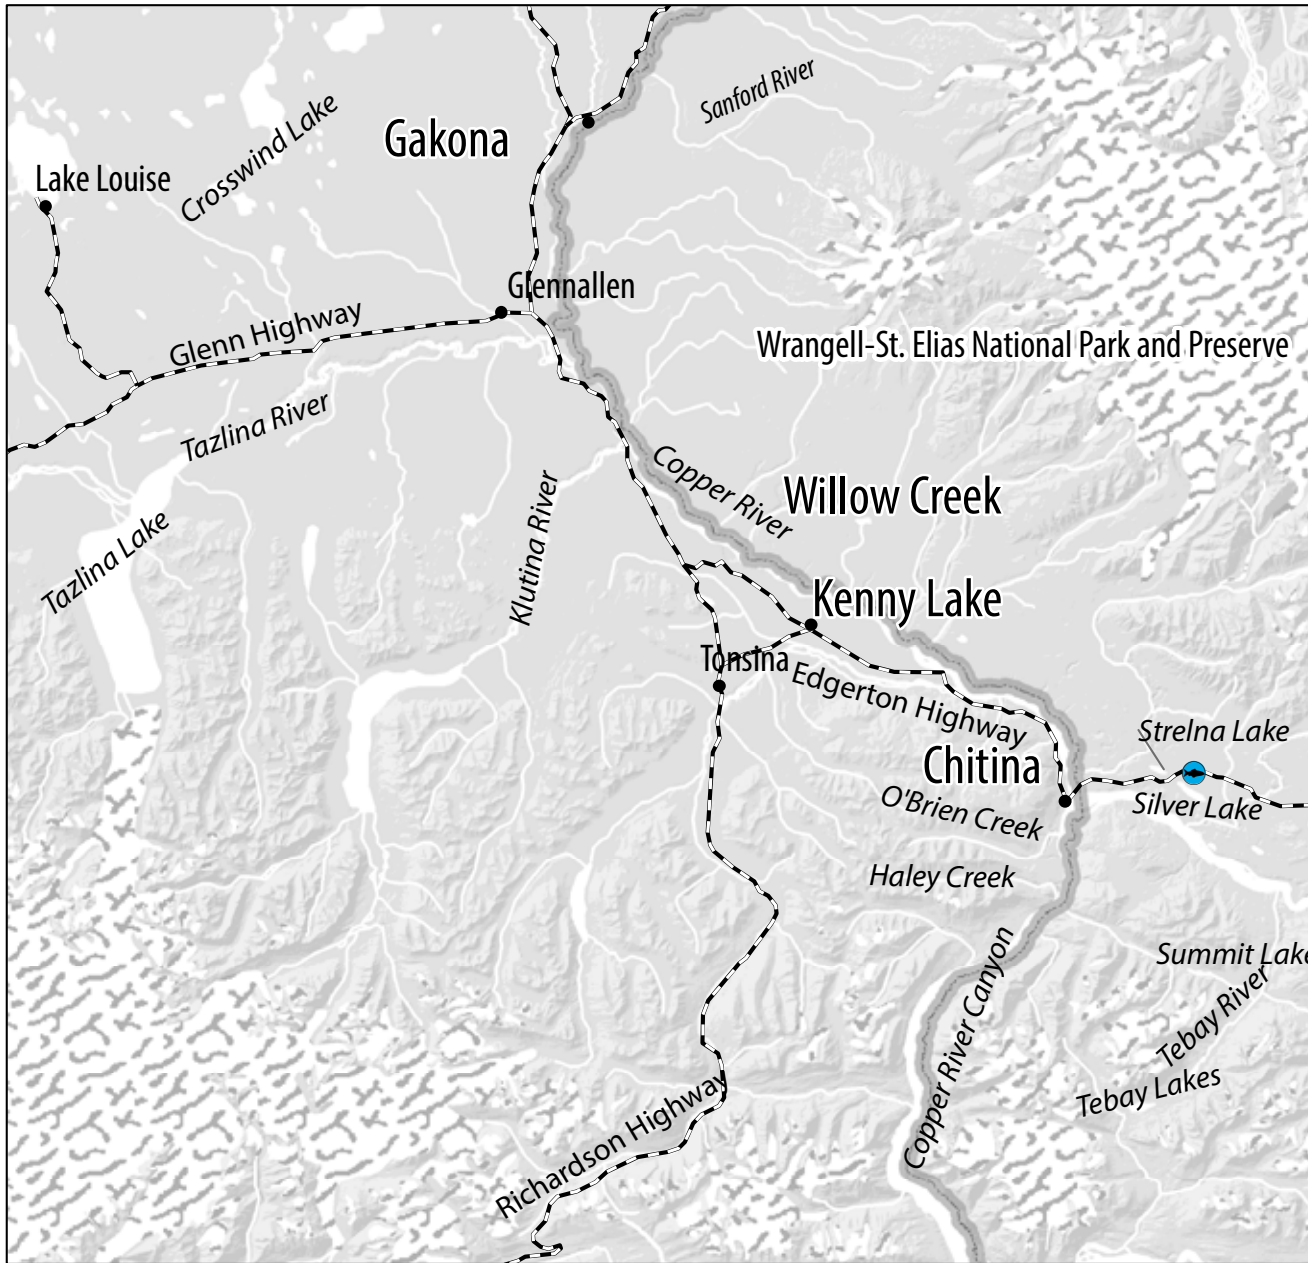 Sanford River
Gakona
Crosswind Lake
Lake Louise
Glennallen
Glenn Highway
Wrangell-St. Elias National Park and Preserve
Tazlina River
Copper River
Willow Creek
Klutina River
Tazlina Lake
Kenny Lake
Tonsina
Edgerton Highway
Strelna Lake
Chitina
Silver Lake
O'Brien Creek
Haley Creek
Copper River Canyon
Summit Lake
Tebay River
Tebay Lakes
Richardson Highway